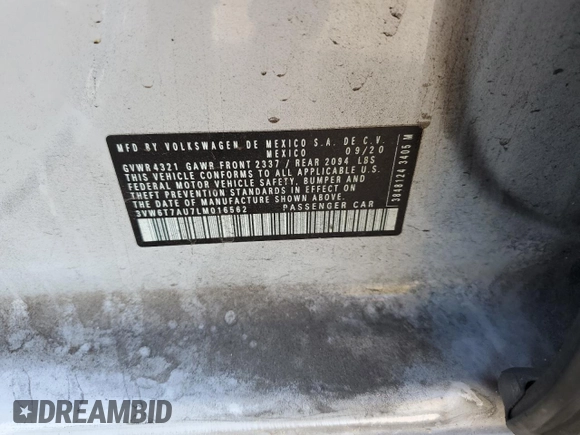 MFD BY VOLKSWAGEN DE MEXICO S.A. DE C.V.
MEXICO 09/20
GVWR 4321 GAWR FRONT 2337 / REAR 2094 LBS
THIS VEHICLE CONFORMS TO ALL APPLICABLE U.S.
FEDERAL MOTOR VEHICLE SAFETY, BUMPER AND
THEFT PREVENTION STANDARDS IN EFFECT ON
THE DATE OF MANUFACTURE SHOWN ABOVE.
3VW6T7AU7LM016562 PASSENGER CAR
3848124 3405 M
DREAMBID